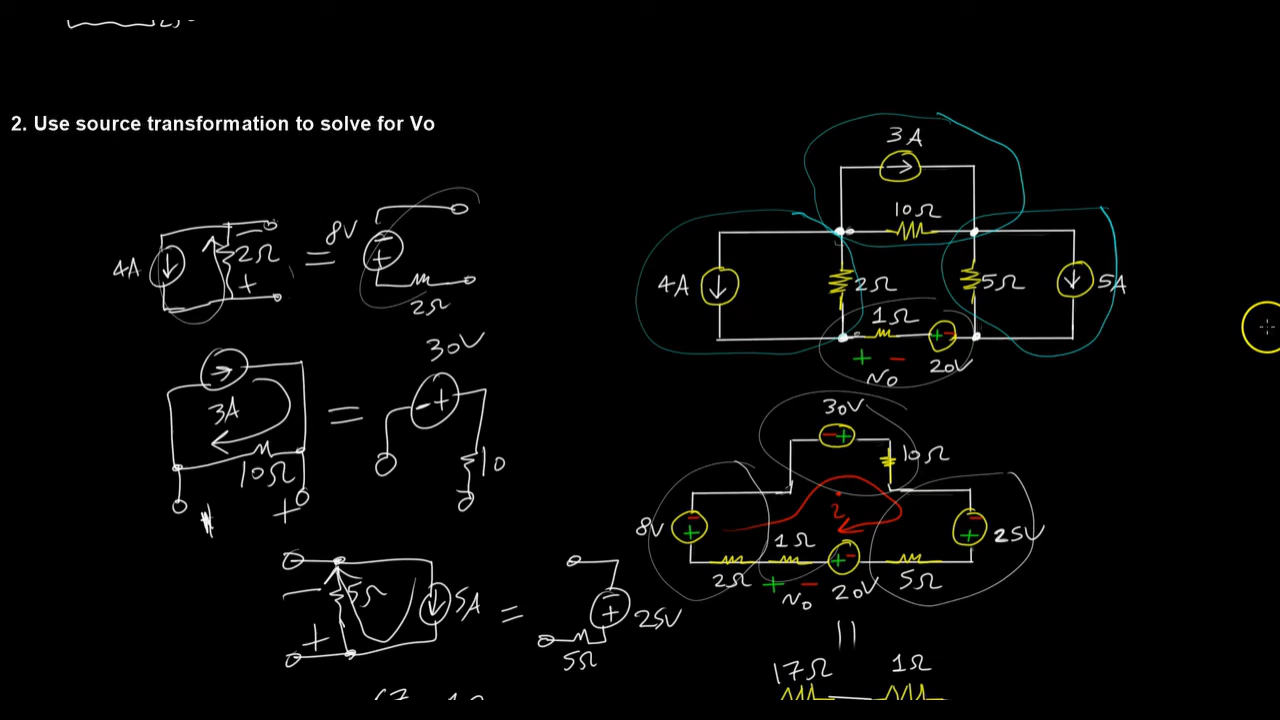 2. Use source transformation to solve for Vo
3 A
10Ω
4A
2Ω
5Ω
5A
1Ω
+ - 20V
+ -
Vo
4A
2Ω
+
=
8V
- +
2Ω
3A
10Ω
+
=
30V
- +
10
5Ω
5A
-
+
=
- +
25V
5Ω
30V
- +
10Ω
8V
- +
i
- +
25V
2Ω
1Ω
+ -
20V
5Ω
+ -
Vo
||
17Ω
1Ω